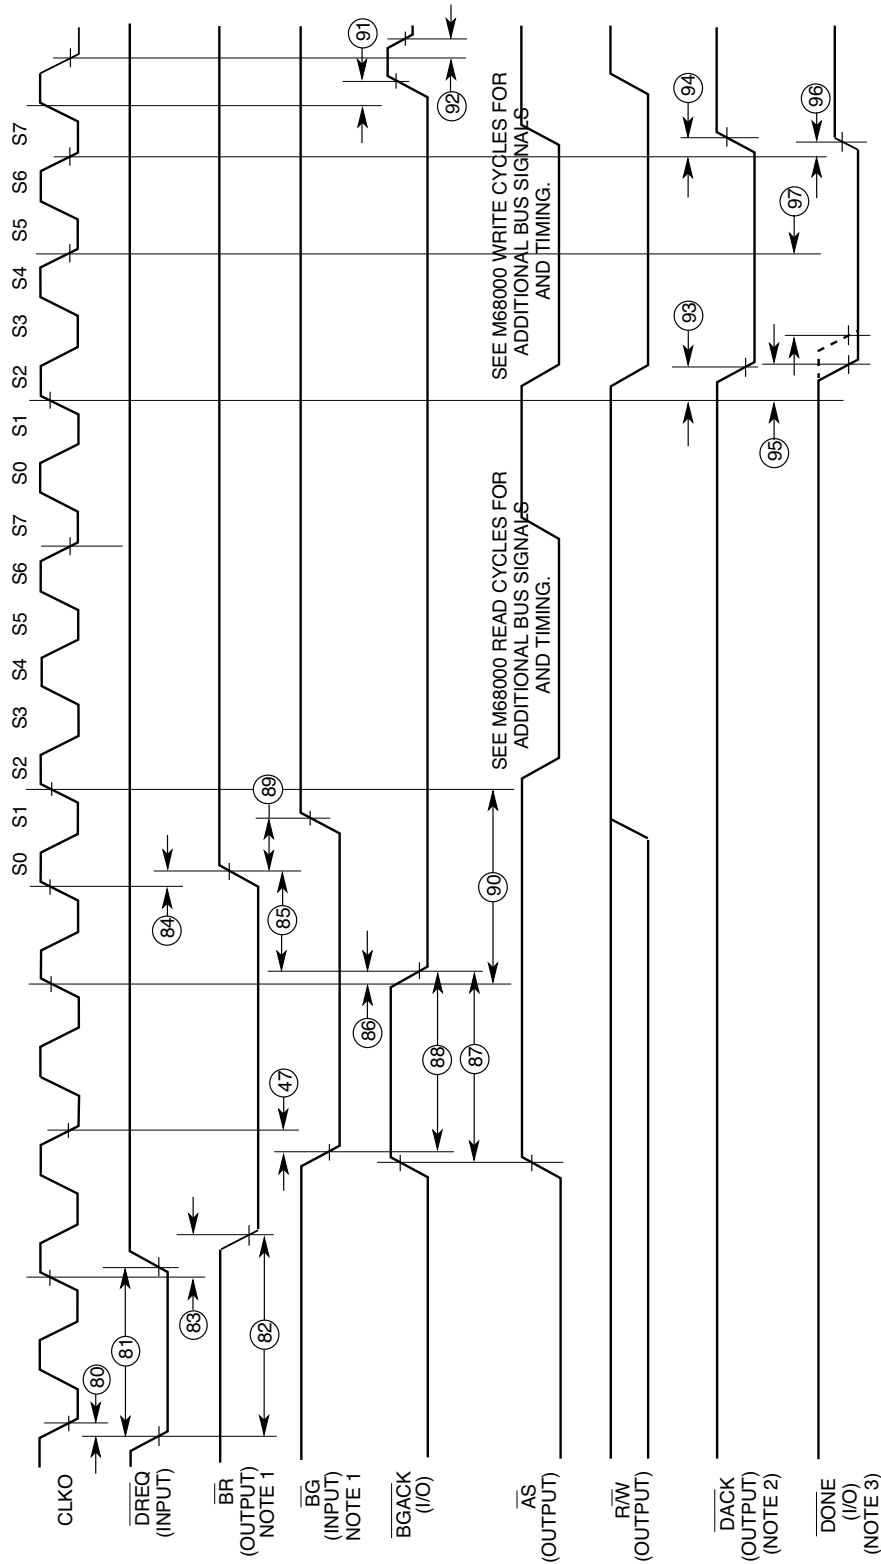 S0
S1
S2
S3
S4
S5
S6
S7
S0
S1
S2
S3
S4
S5
S6
S7
CLKO
DREQ
(INPUT)
BR
(OUTPUT)
NOTE 1
BG
(INPUT)
NOTE 1
BGACK
(I/O)
AS
(OUTPUT)
R/W
(OUTPUT)
DACK
(OUTPUT)
(NOTE 2)
DONE
(I/O)
(NOTE 3)
80
81
82
83
84
47
85
89
86
88
87
90
91
92
SEE M68000 READ CYCLES FOR
ADDITIONAL BUS SIGNALS
AND TIMING.
SEE M68000 WRITE CYCLES FOR
ADDITIONAL BUS SIGNALS
AND TIMING.
93
94
95
97
96